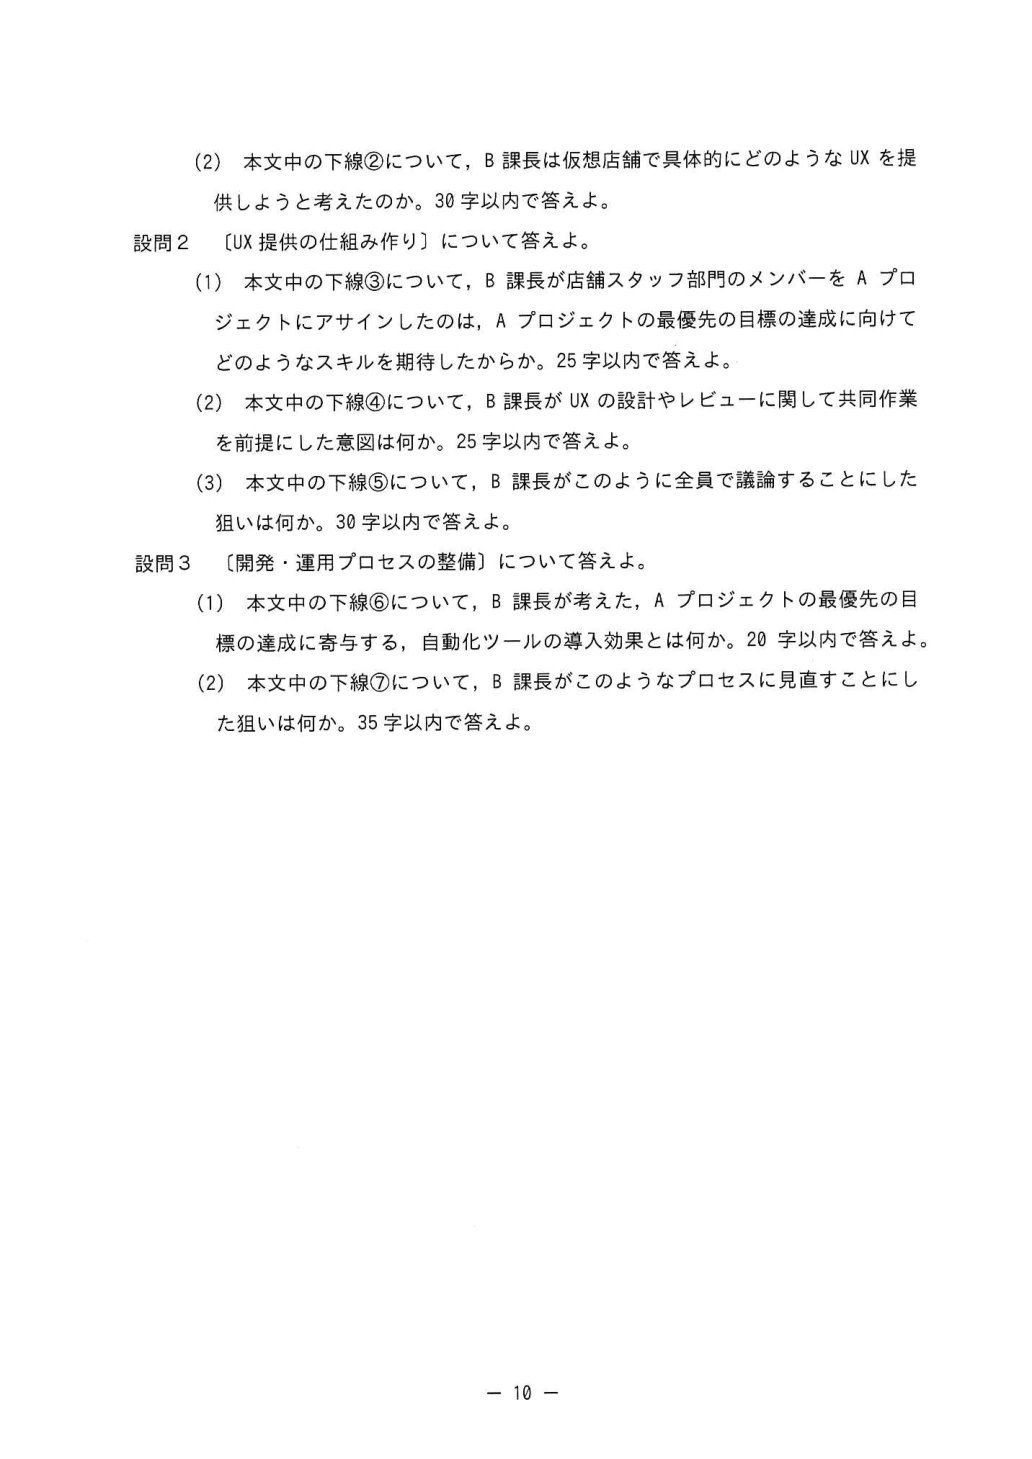 (2) 本文中の下線②について，B 課長は仮想店舗で具体的にどのような UX を提
供しようと考えたのか。30 字以内で答えよ。
設問2 〔UX 提供の仕組み作り〕について答えよ。
(1) 本文中の下線③について，B 課長が店舗スタッフ部門のメンバーを A プロ
ジェクトにアサインしたのは，A プロジェクトの最優先の目標の達成に向けて
どのようなスキルを期待したからか。25 字以内で答えよ。
(2) 本文中の下線④について，B 課長が UX の設計やレビューに関して共同作業
を前提にした意図は何か。25 字以内で答えよ。
(3) 本文中の下線⑤について，B 課長がこのように全員で議論することにした
狙いは何か。30 字以内で答えよ。
設問3 〔開発・運用プロセスの整備〕について答えよ。
(1) 本文中の下線⑥について，B 課長が考えた，A プロジェクトの最優先の目
標の達成に寄与する，自動化ツールの導入効果とは何か。20 字以内で答えよ。
(2) 本文中の下線⑦について，B 課長がこのようなプロセスに見直すことにし
た狙いは何か。35 字以内で答えよ。
― 10 ―